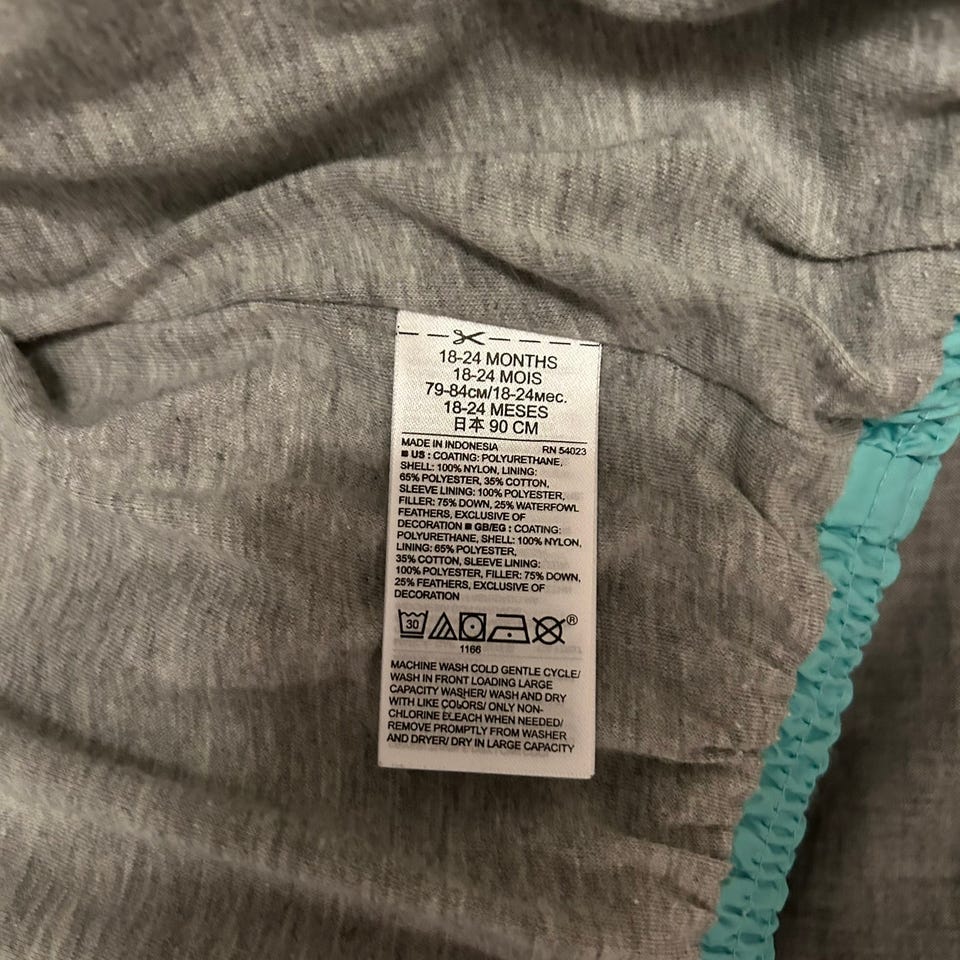 18-24 MONTHS
18-24 MOIS
79-84см/18-24мес.
18-24 MESES
日本 90 CM
MADE IN INDONESIA RN 54023
■ US : COATING: POLYURETHANE,
SHELL: 100% NYLON, LINING:
65% POLYESTER, 35% COTTON,
SLEEVE LINING: 100% POLYESTER,
FILLER: 75% DOWN, 25% WATERFOWL
FEATHERS, EXCLUSIVE OF
DECORATION ■ GB/EG : COATING:
POLYURETHANE, SHELL: 100% NYLON,
LINING: 65% POLYESTER,
35% COTTON, SLEEVE LINING:
100% POLYESTER, FILLER: 75% DOWN,
25% FEATHERS, EXCLUSIVE OF
DECORATION
30 ®
1166
MACHINE WASH COLD GENTLE CYCLE/
WASH IN FRONT LOADING LARGE
CAPACITY WASHER/ WASH AND DRY
WITH LIKE COLORS/ ONLY NON-
CHLORINE BLEACH WHEN NEEDED/
REMOVE PROMPTLY FROM WASHER
AND DRYER/ DRY IN LARGE CAPACITY